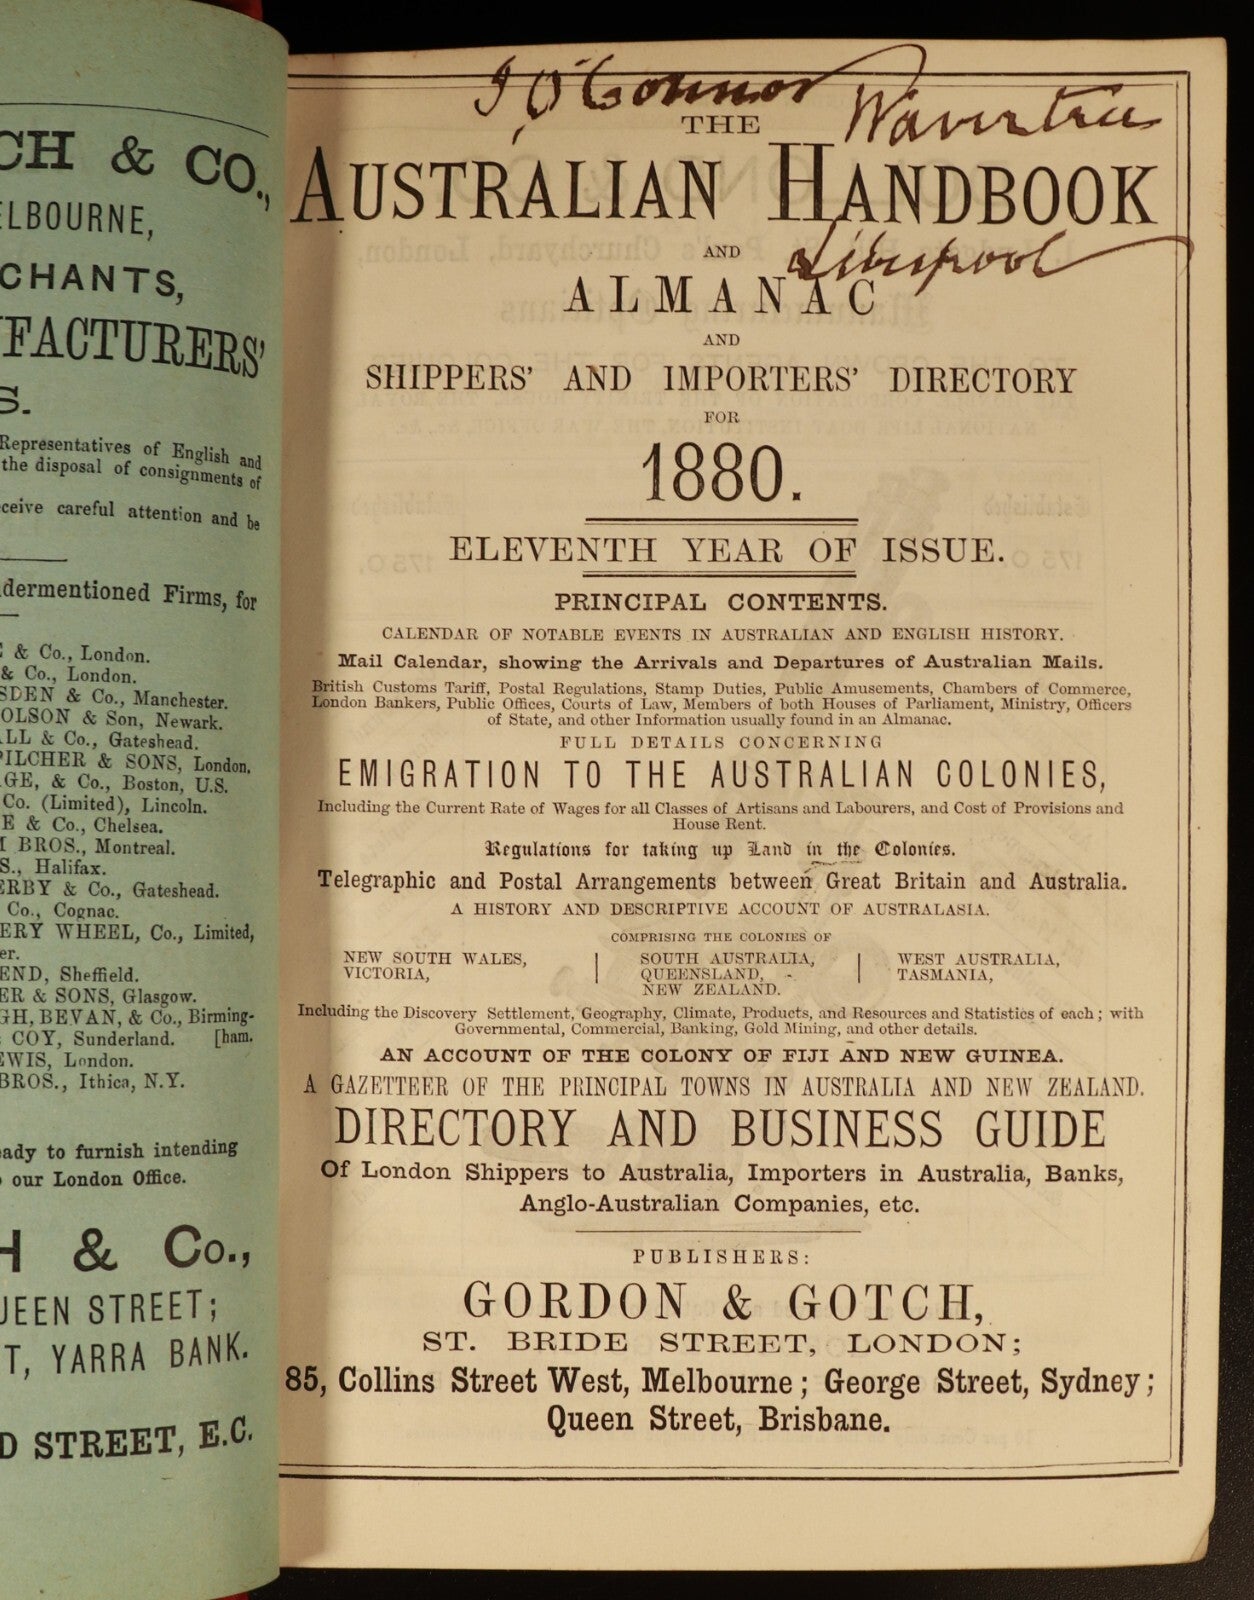 CH & CO.,
ELBOURNE,
CHANTS,
FACTURERS'
S.
Representatives of English and
the disposal of consignments of
ceive careful attention and be
dermentioned Firms, for
& Co., London.
& Co., London.
SDEN & Co., Manchester.
OLSON & Son, Newark.
LL & Co., Gateshead.
PILCHER & SONS, London.
GE, & Co., Boston, U.S.
Co. (Limited), Lincoln.
E & Co., Chelsea.
BROS., Montreal.
S., Halifax.
ERBY & Co., Gateshead.
Co., Cognac.
ERY WHEEL, Co., Limited,
er.
END, Sheffield.
ER & SONS, Glasgow.
GH, BEVAN, & Co., Birming-
COY, Sunderland. [ham.
EWIS, London.
BROS., Ithica, N.Y.
ady to furnish intending
our London Office.
H & Co.,
UEEN STREET;
T, YARRA BANK.
D STREET, E.C.
J O'Connor
Wavertree
Liverpool
THE
AUSTRALIAN HANDBOOK
AND
ALMANAC
AND
SHIPPERS' AND IMPORTERS' DIRECTORY
FOR
1880.
ELEVENTH YEAR OF ISSUE.
PRINCIPAL CONTENTS.
CALENDAR OF NOTABLE EVENTS IN AUSTRALIAN AND ENGLISH HISTORY.
Mail Calendar, showing the Arrivals and Departures of Australian Mails.
British Customs Tariff, Postal Regulations, Stamp Duties, Public Amusements, Chambers of Commerce,
London Bankers, Public Offices, Courts of Law, Members of both Houses of Parliament, Ministry, Officers
of State, and other Information usually found in an Almanac.
FULL DETAILS CONCERNING
EMIGRATION TO THE AUSTRALIAN COLONIES,
Including the Current Rate of Wages for all Classes of Artisans and Labourers, and Cost of Provisions and
House Rent.
Regulations for taking up Land in the Colonies.
Telegraphic and Postal Arrangements between Great Britain and Australia.
A HISTORY AND DESCRIPTIVE ACCOUNT OF AUSTRALASIA.
COMPRISING THE COLONIES OF
NEW SOUTH WALES, | SOUTH AUSTRALIA, | WEST AUSTRALIA,
VICTORIA, | QUEENSLAND, | TASMANIA,
NEW ZEALAND.
Including the Discovery Settlement, Geography, Climate, Products, and Resources and Statistics of each; with
Governmental, Commercial, Banking, Gold Mining, and other details.
AN ACCOUNT OF THE COLONY OF FIJI AND NEW GUINEA.
A GAZETTEER OF THE PRINCIPAL TOWNS IN AUSTRALIA AND NEW ZEALAND.
DIRECTORY AND BUSINESS GUIDE
Of London Shippers to Australia, Importers in Australia, Banks,
Anglo-Australian Companies, etc.
PUBLISHERS:
GORDON & GOTCH,
ST. BRIDE STREET, LONDON;
85, Collins Street West, Melbourne; George Street, Sydney;
Queen Street, Brisbane.